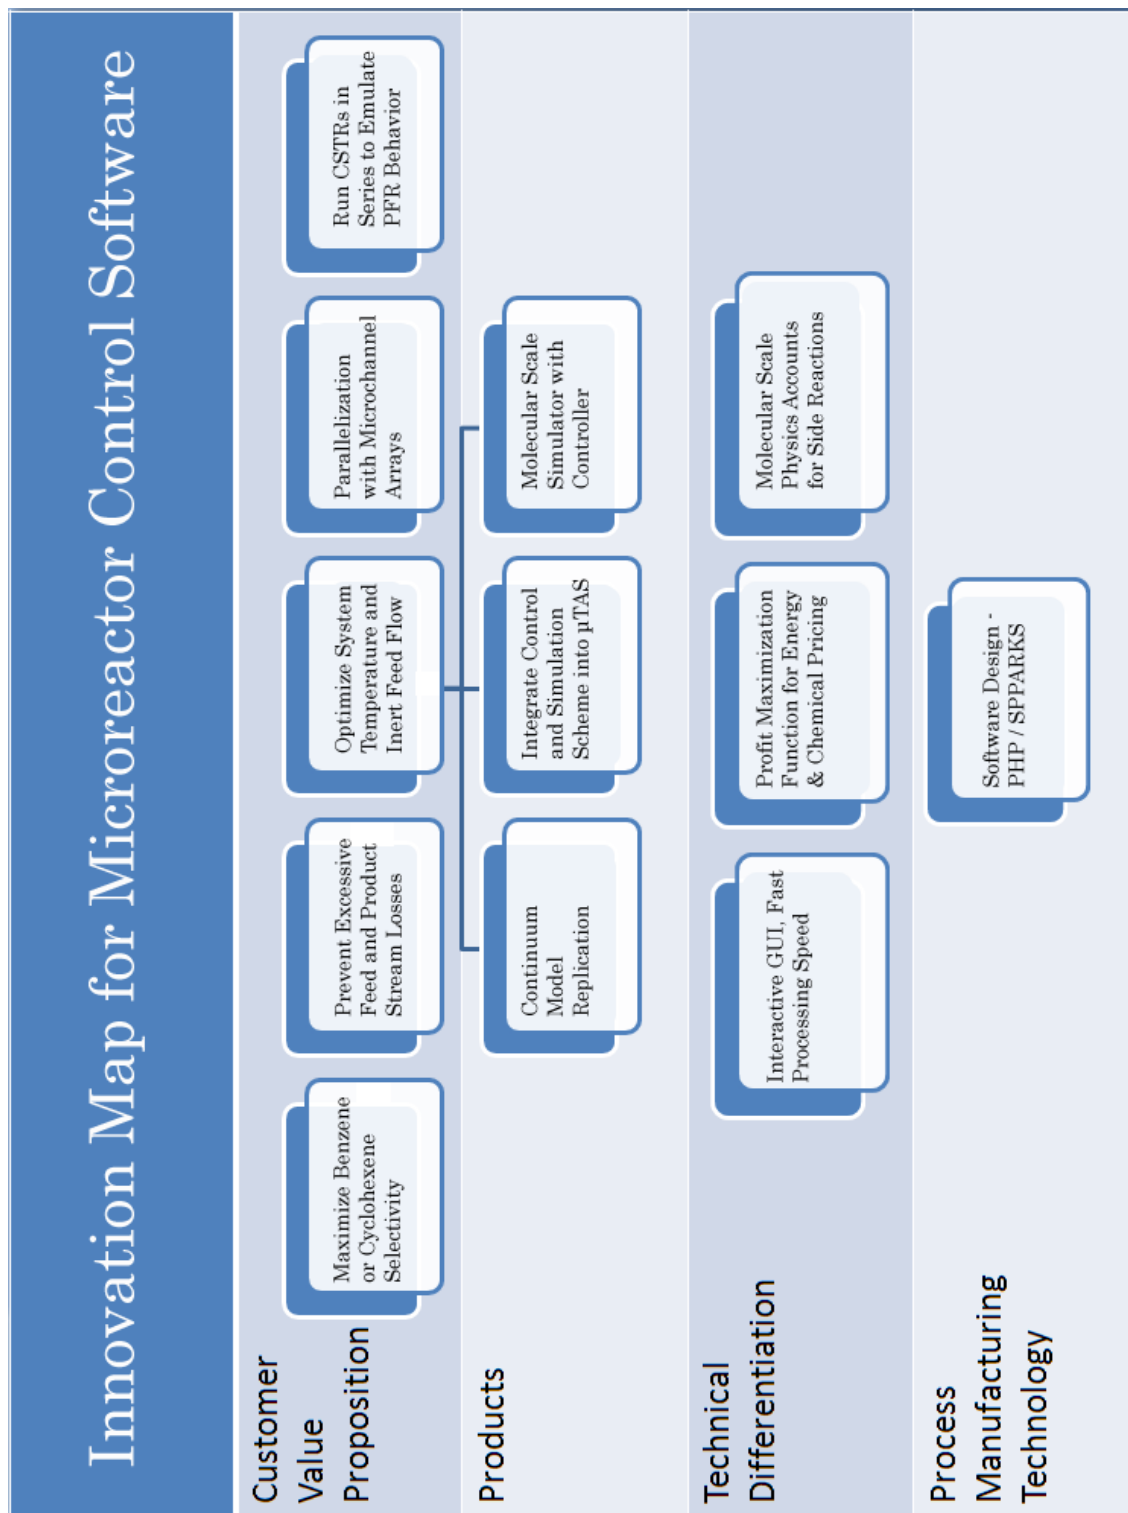 Innovation Map for Microreactor Control Software
Customer
Value
Proposition
Maximize Benzene
or Cyclohexene
Selectivity
Prevent Excessive
Feed and Product
Stream Losses
Optimize System
Temperature and
Inert Feed Flow
Parallelization
with Microchannel
Arrays
Run CSTRs in
Series to Emulate
PFR Behavior
Products
Continuum
Model
Replication
Integrate Control
and Simulation
Scheme into µTAS
Molecular Scale
Simulator with
Controller
Technical
Differentiation
Interactive GUI, Fast
Processing Speed
Profit Maximization
Function for Energy
& Chemical Pricing
Molecular Scale
Physics Accounts
for Side Reactions
Process
Manufacturing
Technology
Software Design -
PHP / SPPARKS